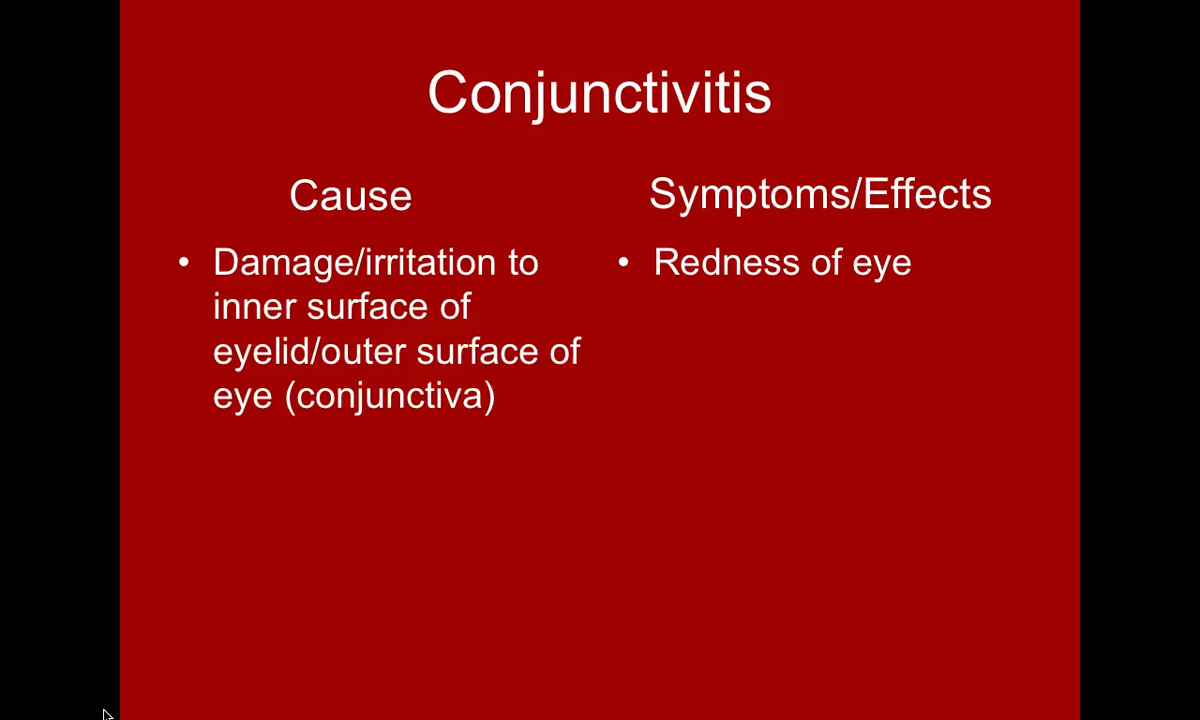 Conjunctivitis
Cause
• Damage/irritation to
inner surface of
eyelid/outer surface of
eye (conjunctiva)
Symptoms/Effects
• Redness of eye